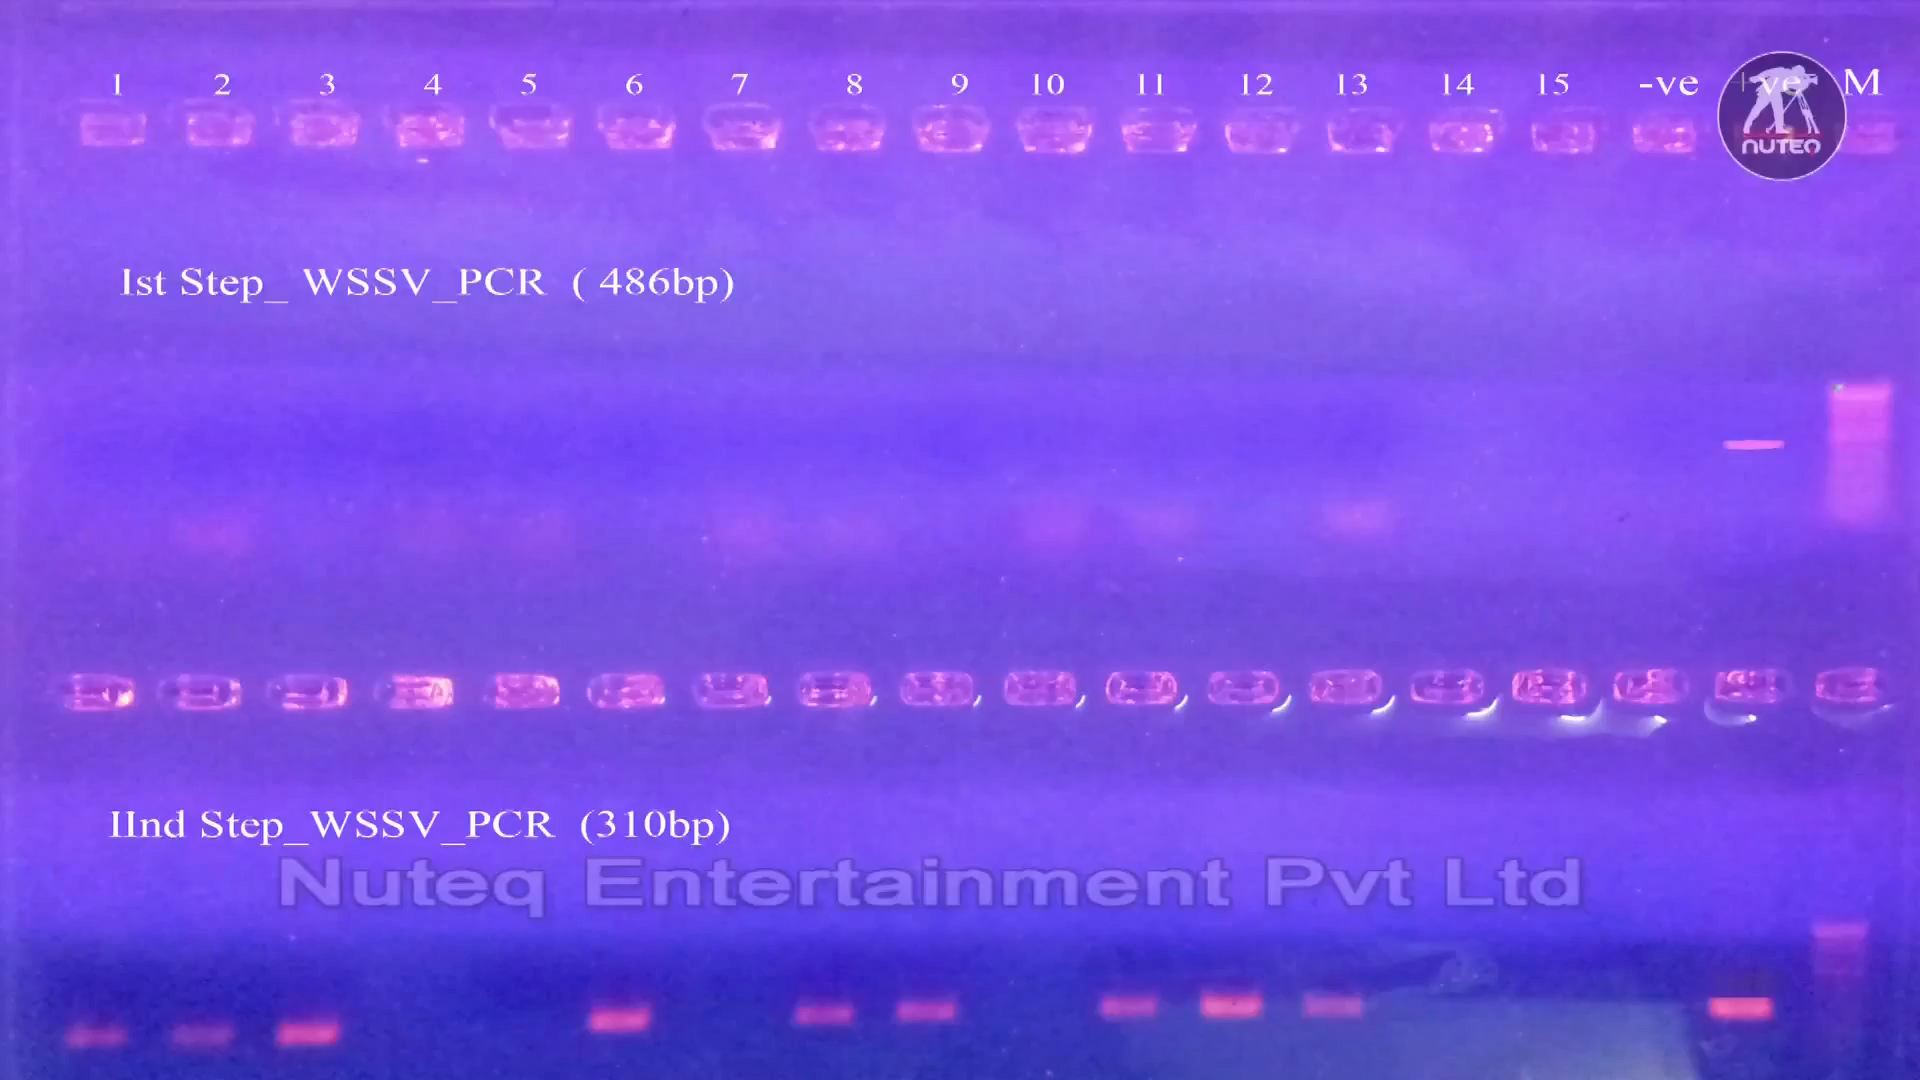 1 2 3 4 5 6 7 8 9 10 11 12 13 14 15 -ve +ve M
NUTEQ
Ist Step_ WSSV_PCR ( 486bp)
IInd Step_WSSV_PCR (310bp)
Nuteq Entertainment Pvt Ltd